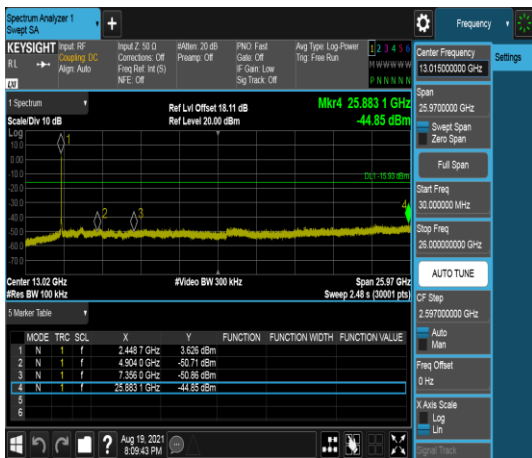 Spectrum Analyzer 1
Swept SA
+
Frequency
KEYSIGHT
RL
LXI
Input: RF
Coupling: DC
Align: Auto
Input Z: 50 Ω
Corrections: Off
Freq Ref: Int (S)
NFE: Off
#Atten: 20 dB
Preamp: Off
PNO: Fast
Gate: Off
IF Gain: Low
Sig Track: Off
Avg Type: Log-Power
Trig: Free Run
1 2 3 4 5 6
M W W W W W
P N N N N N
1 Spectrum
Scale/Div 10 dB
Ref Lvl Offset 18.11 dB
Ref Level 20.00 dBm
Mkr4 25.883 1 GHz
-44.85 dBm
Log
10.0
0.00
-10.0
-20.0
-30.0
-40.0
-50.0
-60.0
-70.0
1
2
3
4
DL1 -15.93 dBm
Center 13.02 GHz
#Res BW 100 kHz
#Video BW 300 kHz
Span 25.97 GHz
Sweep 2.48 s (30001 pts)
5 Marker Table
MODE TRC SCL X Y FUNCTION FUNCTION WIDTH FUNCTION VALUE
1 N 1 f 2.448 7 GHz 3.626 dBm
2 N 1 f 4.904 0 GHz -50.71 dBm
3 N 1 f 7.356 0 GHz -50.86 dBm
4 N 1 f 25.883 1 GHz -44.85 dBm
5
6
Aug 19, 2021
8:09:43 PM
Center Frequency
13.015000000 GHz
Settings
Span
25.9700000 GHz
Swept Span
Zero Span
Full Span
Start Freq
30.000000 MHz
Stop Freq
26.000000000 GHz
AUTO TUNE
CF Step
2.597000000 GHz
Auto
Man
Freq Offset
0 Hz
X Axis Scale
Log
Lin
Signal Track